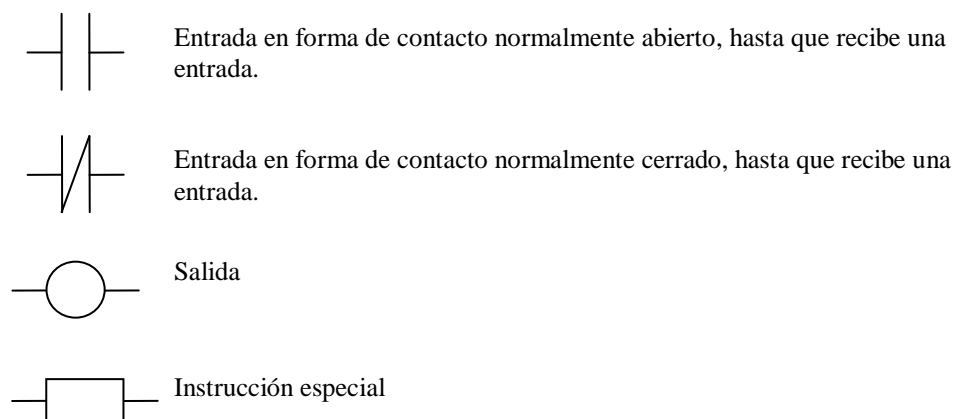 Entrada en forma de contacto normalmente abierto, hasta que recibe una
entrada.
Entrada en forma de contacto normalmente cerrado, hasta que recibe una
entrada.
Salida
Instrucción especial